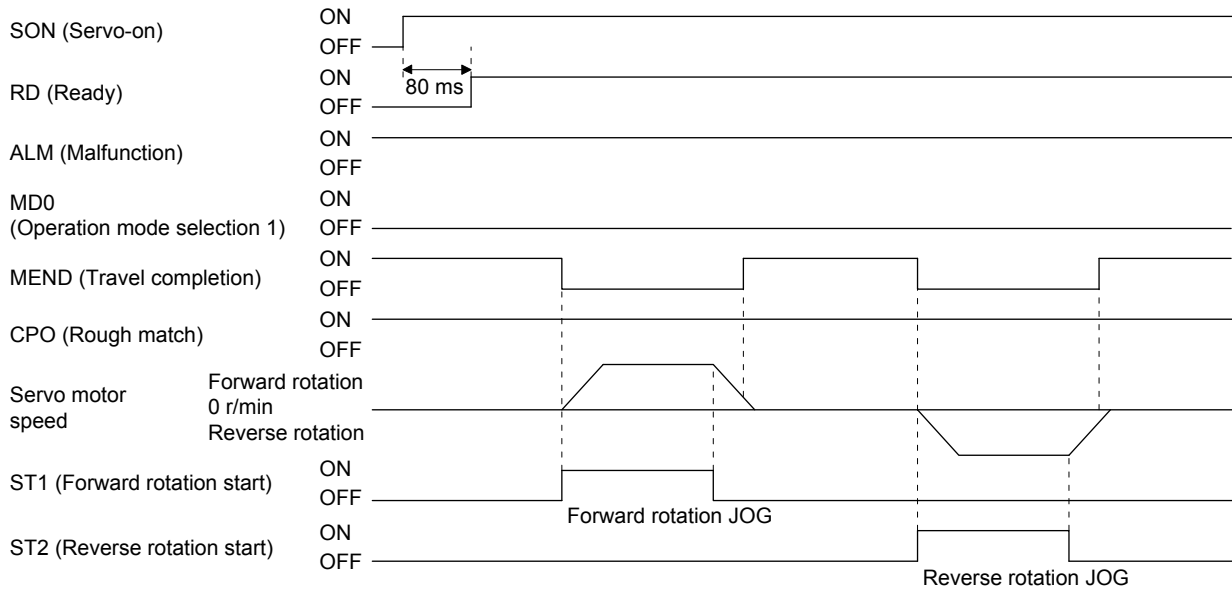 SON (Servo-on)
ON
OFF
RD (Ready)
ON
OFF
80 ms
ALM (Malfunction)
ON
OFF
MD0
(Operation mode selection 1)
ON
OFF
MEND (Travel completion)
ON
OFF
CPO (Rough match)
ON
OFF
Servo motor
speed
Forward rotation
0 r/min
Reverse rotation
ST1 (Forward rotation start)
ON
OFF
Forward rotation JOG
ST2 (Reverse rotation start)
ON
OFF
Reverse rotation JOG